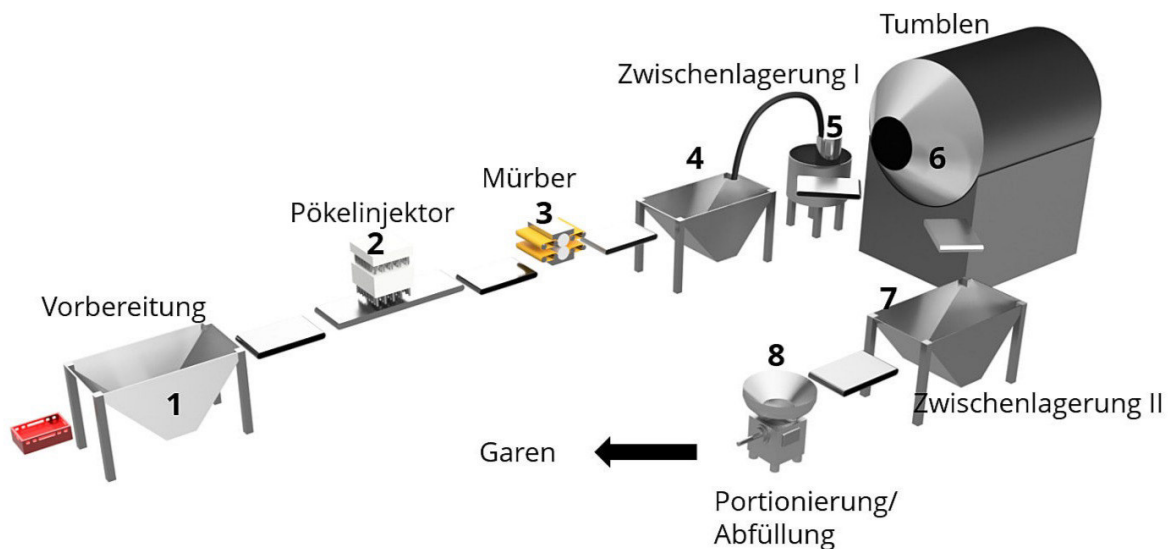 Tumblen
Zwischenlagerung I
5
4
6
Mürber
3
Pökelinjektor
2
Vorbereitung
7
8
1
Zwischenlagerung II
Garen
Portionierung/
Abfüllung